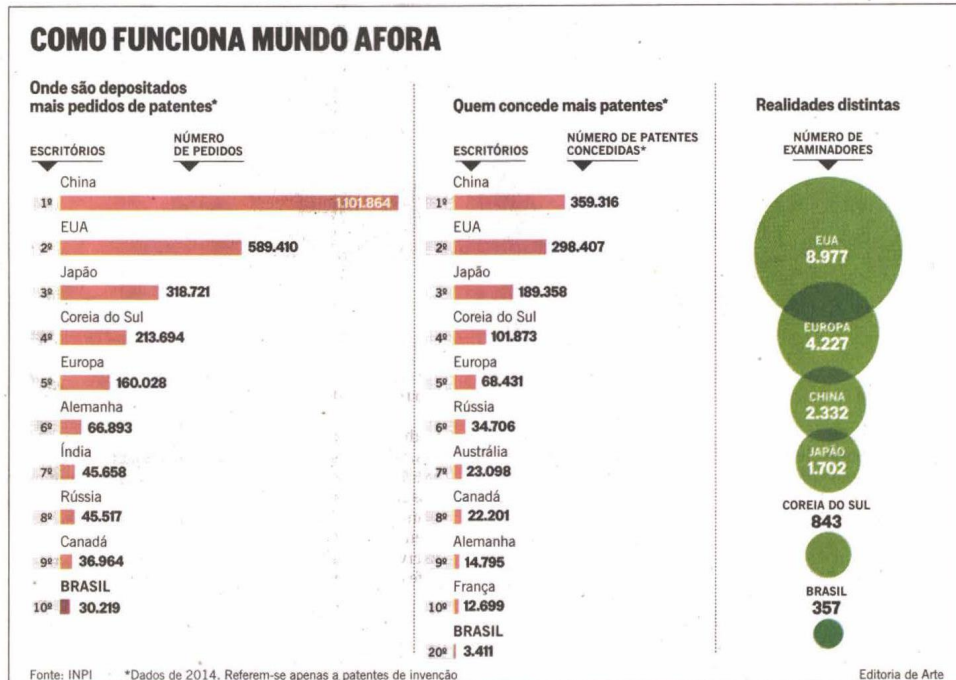 COMO FUNCIONA MUNDO AFORA
Onde são depositados
mais pedidos de patentes*
ESCRITÓRIOS
NÚMERO
DE PEDIDOS
China
1º 1.101.864
EUA
2º 589.410
Japão
3º 318.721
Coreia do Sul
4º 213.694
Europa
5º 160.028
Alemanha
6º 66.893
Índia
7º 45.658
Rússia
8º 45.517
Canadá
9º 36.964
BRASIL
10º 30.219
Quem concede mais patentes*
ESCRITÓRIOS
NÚMERO DE PATENTES
CONCEDIDAS*
China
1º 359.316
EUA
2º 298.407
Japão
3º 189.358
Coreia do Sul
4º 101.873
Europa
5º 68.431
Rússia
6º 34.706
Austrália
7º 23.098
Canadá
8º 22.201
Alemanha
9º 14.795
França
10º 12.699
BRASIL
20º 3.411
Realidades distintas
NÚMERO DE
EXAMINADORES
EUA
8.977
EUROPA
4.227
CHINA
2.332
JAPÃO
1.702
COREIA DO SUL
843
BRASIL
357
Fonte: INPI *Dados de 2014. Referem-se apenas a patentes de invenção
Editoria de Arte